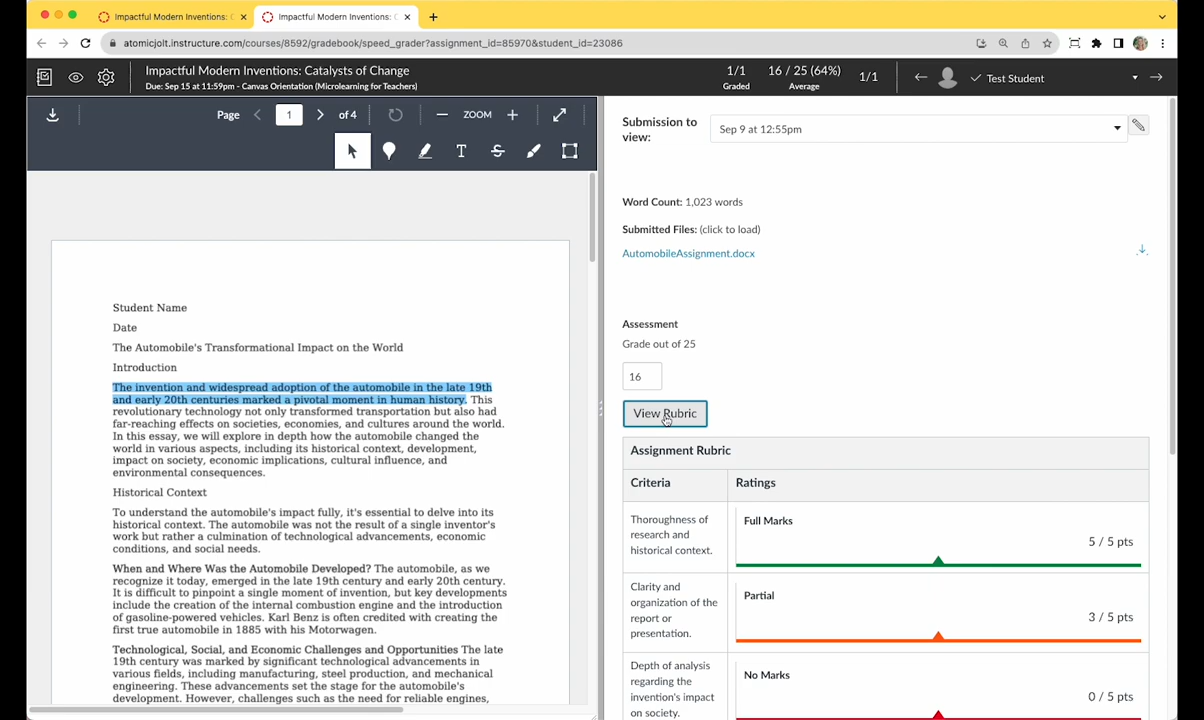 Impactful Modern Inventions: C
Impactful Modern Inventions:
atomicjolt.instructure.com/courses/8592/gradebook/speed_grader?assignment_id=85970&student_id=23086
Impactful Modern Inventions: Catalysts of Change
Due: Sep 15 at 11:59pm - Canvas Orientation (Microlearning for Teachers)
1/1
Graded
16 / 25 (64%)
Average
1/1
Test Student
Page
1
of 4
ZOOM
T
S
Student Name
Date
The Automobile's Transformational Impact on the World
Introduction
The invention and widespread adoption of the automobile in the late 19th
and early 20th centuries marked a pivotal moment in human history. This
revolutionary technology not only transformed transportation but also had
far-reaching effects on societies, economies, and cultures around the world.
In this essay, we will explore in depth how the automobile changed the
world in various aspects, including its historical context, development,
impact on society, economic implications, cultural influence, and
environmental consequences.
Historical Context
To understand the automobile's impact fully, it's essential to delve into its
historical context. The automobile was not the result of a single inventor's
work but rather a culmination of technological advancements, economic
conditions, and social needs.
When and Where Was the Automobile Developed? The automobile, as we
recognize it today, emerged in the late 19th century and early 20th century.
It is difficult to pinpoint a single moment of invention, but key developments
include the creation of the internal combustion engine and the introduction
of gasoline-powered vehicles. Karl Benz is often credited with creating the
first true automobile in 1885 with his Motorwagen.
Technological, Social, and Economic Challenges and Opportunities The late
19th century was marked by significant technological advancements in
various fields, including manufacturing, steel production, and mechanical
engineering. These advancements set the stage for the automobile's
development. However, challenges such as the need for reliable engines,
Submission to
view:
Sep 9 at 12:55pm
Word Count: 1,023 words
Submitted Files: (click to load)
AutomobileAssignment.docx
Assessment
Grade out of 25
16
View Rubric
Assignment Rubric
Criteria
Ratings
Thoroughness of
research and
historical context.
Full Marks
5 / 5 pts
Clarity and
organization of the
report or
presentation.
Partial
3 / 5 pts
Depth of analysis
regarding the
invention's impact
on society.
No Marks
0 / 5 pts